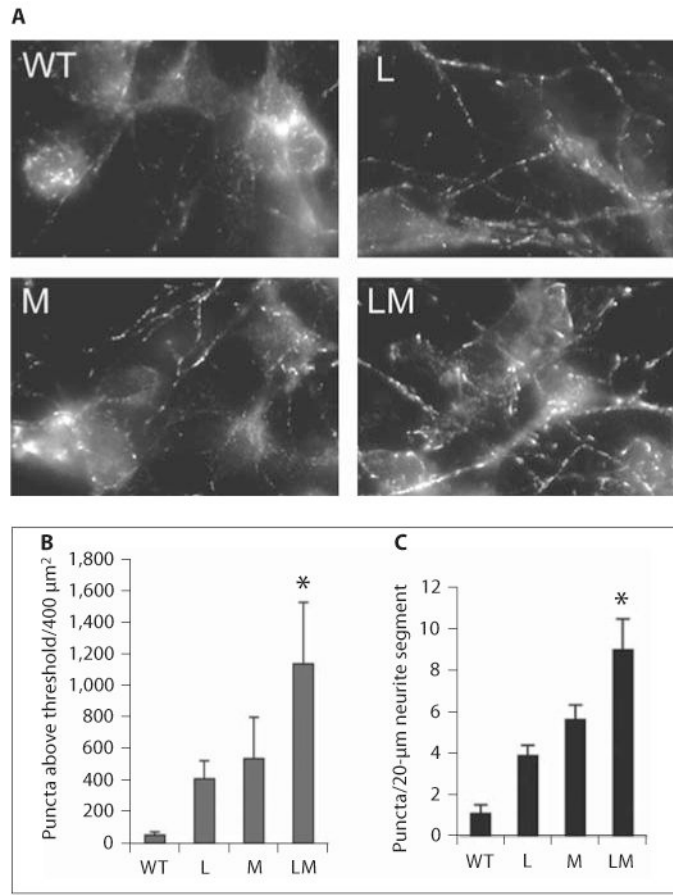 A
WT
L
M
LM
B
Puncta above threshold/400 µm²
1,800
1,600
1,400
1,200
1,000
800
600
400
200
0
*
WT L M LM
C
Puncta/20-µm neurite segment
12
10
8
6
4
2
0
*
WT L M LM